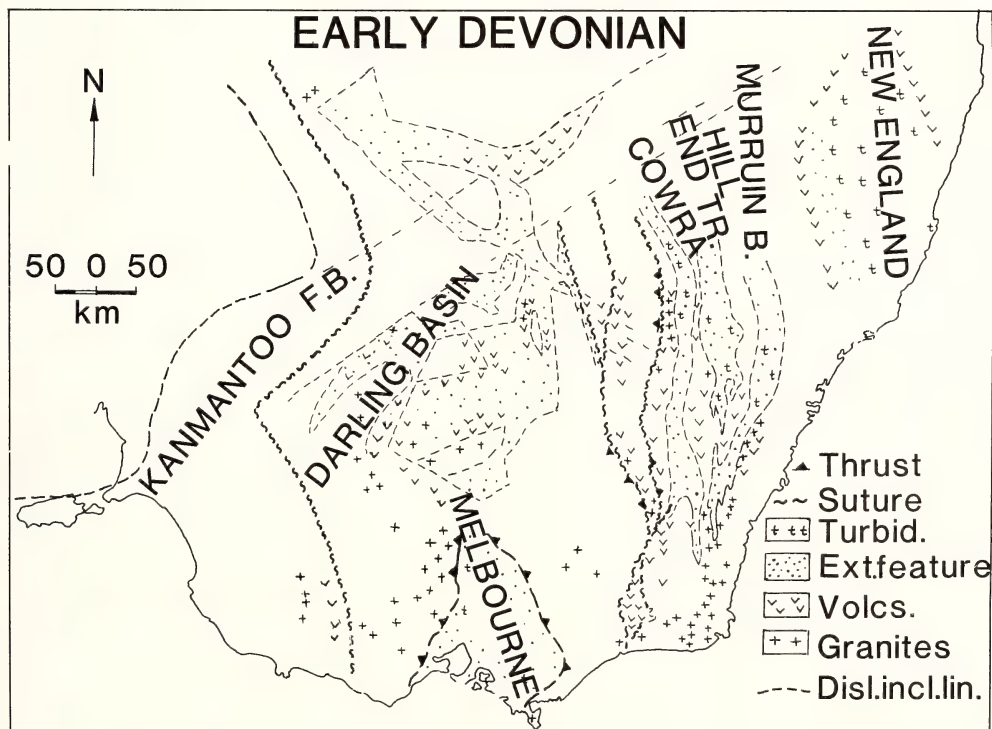 EARLY DEVONIAN
N
50 0 50
km
KANMANTOO F.B.
DARLING BASIN
MELBOURNE
COWRA
HILL
END TR.
MURRUIN B.
NEW ENGLAND
Thrust
Suture
Turbid.
Ext.feature
Volcs.
Granites
Disl.incl.lin.